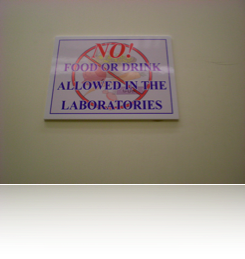 NO!
FOOD OR DRINK
ALLOWED IN THE
LABORATORIES